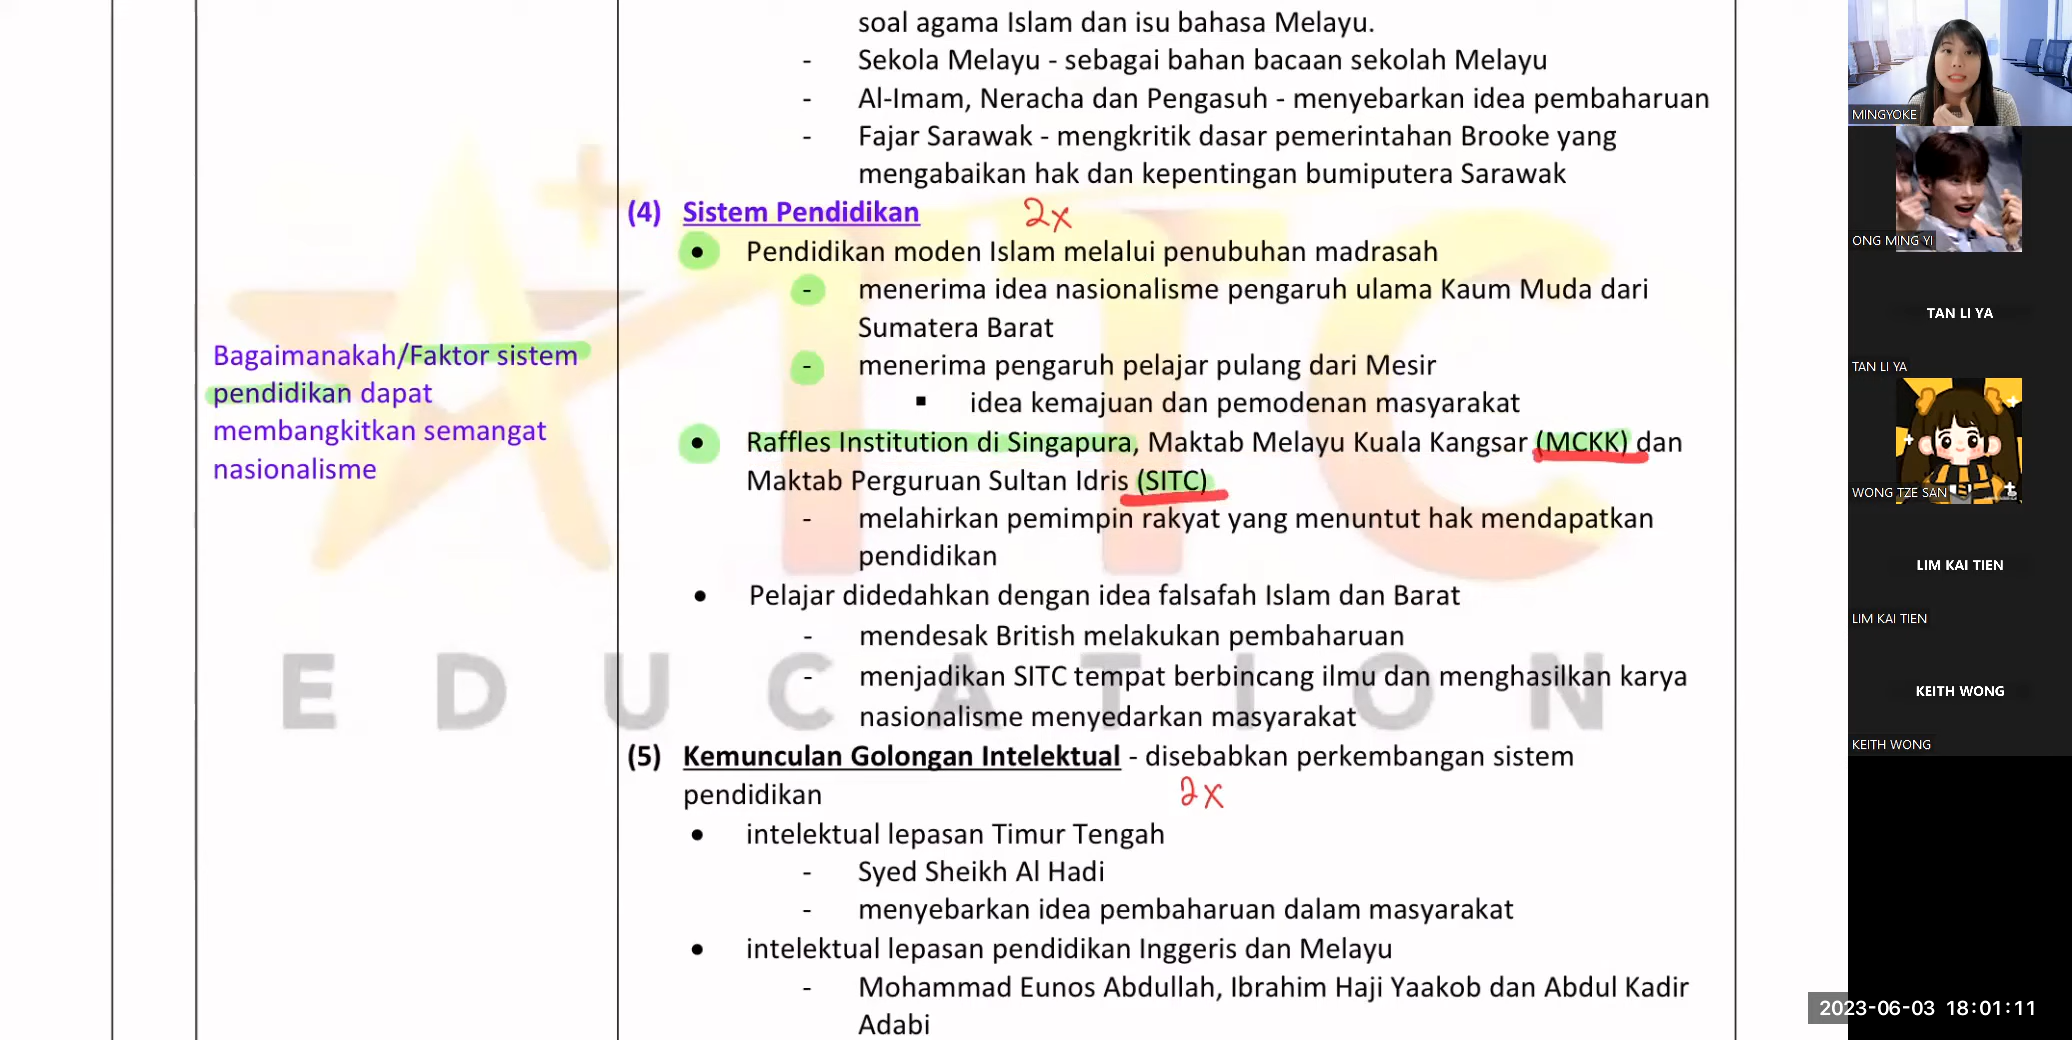 soal agama Islam dan isu bahasa Melayu.
- Sekola Melayu - sebagai bahan bacaan sekolah Melayu
- Al-Imam, Neracha dan Pengasuh - menyebarkan idea pembaharuan
- Fajar Sarawak - mengkritik dasar pemerintahan Brooke yang
mengabaikan hak dan kepentingan bumiputera Sarawak
(4) Sistem Pendidikan 2x
• Pendidikan moden Islam melalui penubuhan madrasah
- menerima idea nasionalisme pengaruh ulama Kaum Muda dari
Sumatera Barat
- menerima pengaruh pelajar pulang dari Mesir
▪ idea kemajuan dan pemodenan masyarakat
• Raffles Institution di Singapura, Maktab Melayu Kuala Kangsar (MCKK) dan
Maktab Perguruan Sultan Idris (SITC)
- melahirkan pemimpin rakyat yang menuntut hak mendapatkan
pendidikan
• Pelajar didedahkan dengan idea falsafah Islam dan Barat
- mendesak British melakukan pembaharuan
- menjadikan SITC tempat berbincang ilmu dan menghasilkan karya
nasionalisme menyedarkan masyarakat
(5) Kemunculan Golongan Intelektual - disebabkan perkembangan sistem
pendidikan 2x
• intelektual lepasan Timur Tengah
- Syed Sheikh Al Hadi
- menyebarkan idea pembaharuan dalam masyarakat
• intelektual lepasan pendidikan Inggeris dan Melayu
- Mohammad Eunos Abdullah, Ibrahim Haji Yaakob dan Abdul Kadir
Adabi
Bagaimanakah/Faktor sistem
pendidikan dapat
membangkitkan semangat
nasionalisme
A+TC
EDUCATION
MINGYOKE
ONG MING YI
TAN LI YA
TAN LI YA
WONG TZE SAN
LIM KAI TIEN
LIM KAI TIEN
KEITH WONG
KEITH WONG
2023-06-03 18:01:11